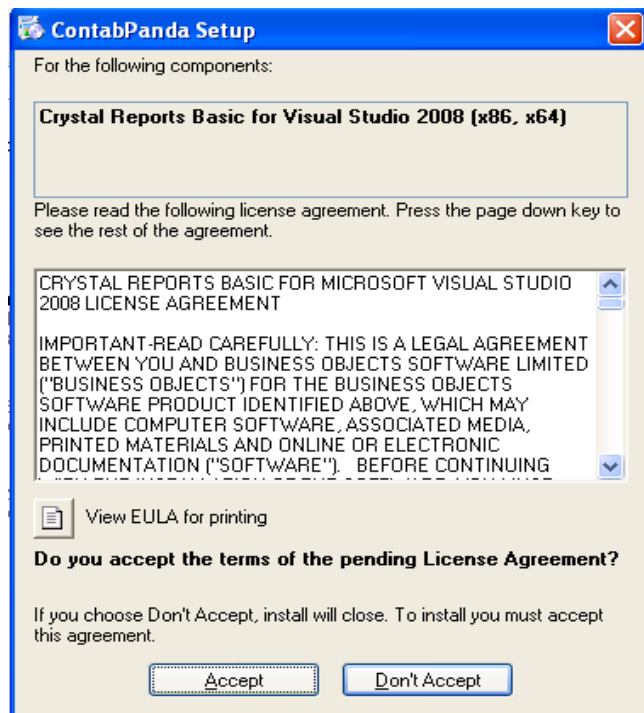 ContabPanda Setup
For the following components:
Crystal Reports Basic for Visual Studio 2008 (x86, x64)
Please read the following license agreement. Press the page down key to
see the rest of the agreement.
CRYSTAL REPORTS BASIC FOR MICROSOFT VISUAL STUDIO
2008 LICENSE AGREEMENT
IMPORTANT-READ CAREFULLY: THIS IS A LEGAL AGREEMENT
BETWEEN YOU AND BUSINESS OBJECTS SOFTWARE LIMITED
("BUSINESS OBJECTS") FOR THE BUSINESS OBJECTS
SOFTWARE PRODUCT IDENTIFIED ABOVE, WHICH MAY
INCLUDE COMPUTER SOFTWARE, ASSOCIATED MEDIA,
PRINTED MATERIALS AND ONLINE OR ELECTRONIC
DOCUMENTATION ("SOFTWARE").   BEFORE CONTINUING
View EULA for printing
Do you accept the terms of the pending License Agreement?
If you choose Don't Accept, install will close. To install you must accept
this agreement.
Accept
Don't Accept